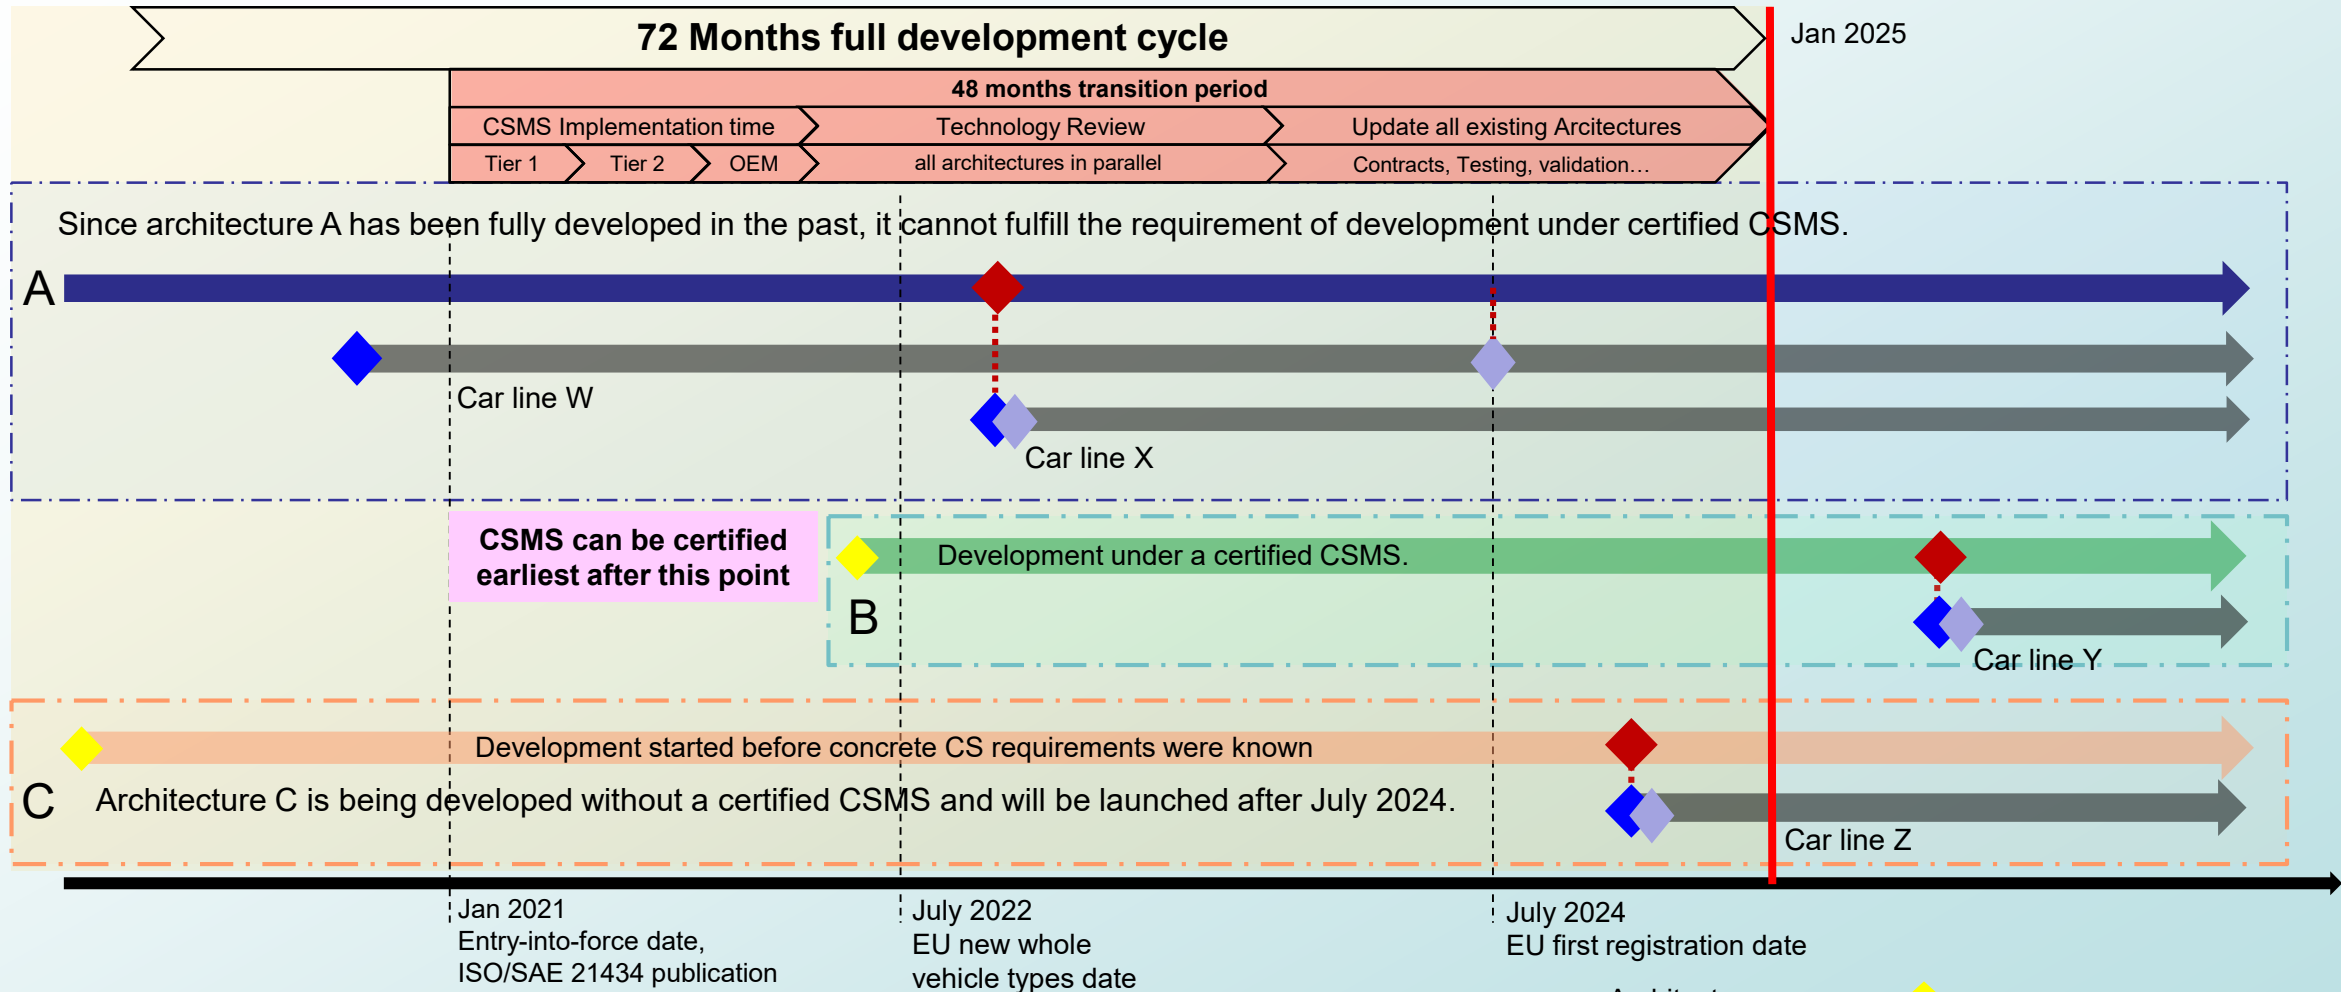 72 Months full development cycle
Jan 2025
48 months transition period
CSMS Implementation time
Technology Review
Update all existing Arcitectures
Tier 1
Tier 2
OEM
all architectures in parallel
Contracts, Testing, validation…
Since architecture A has been fully developed in the past, it cannot fulfill the requirement of development under certified CSMS.
A
Car line W
Car line X
CSMS can be certified
earliest after this point
Development under a certified CSMS.
B
Car line Y
Development started before concrete CS requirements were known
C
Architecture C is being developed without a certified CSMS and will be launched after July 2024.
Car line Z
Jan 2021
Entry-into-force date,
ISO/SAE 21434 publication
July 2022
EU new whole
vehicle types date
July 2024
EU first registration date